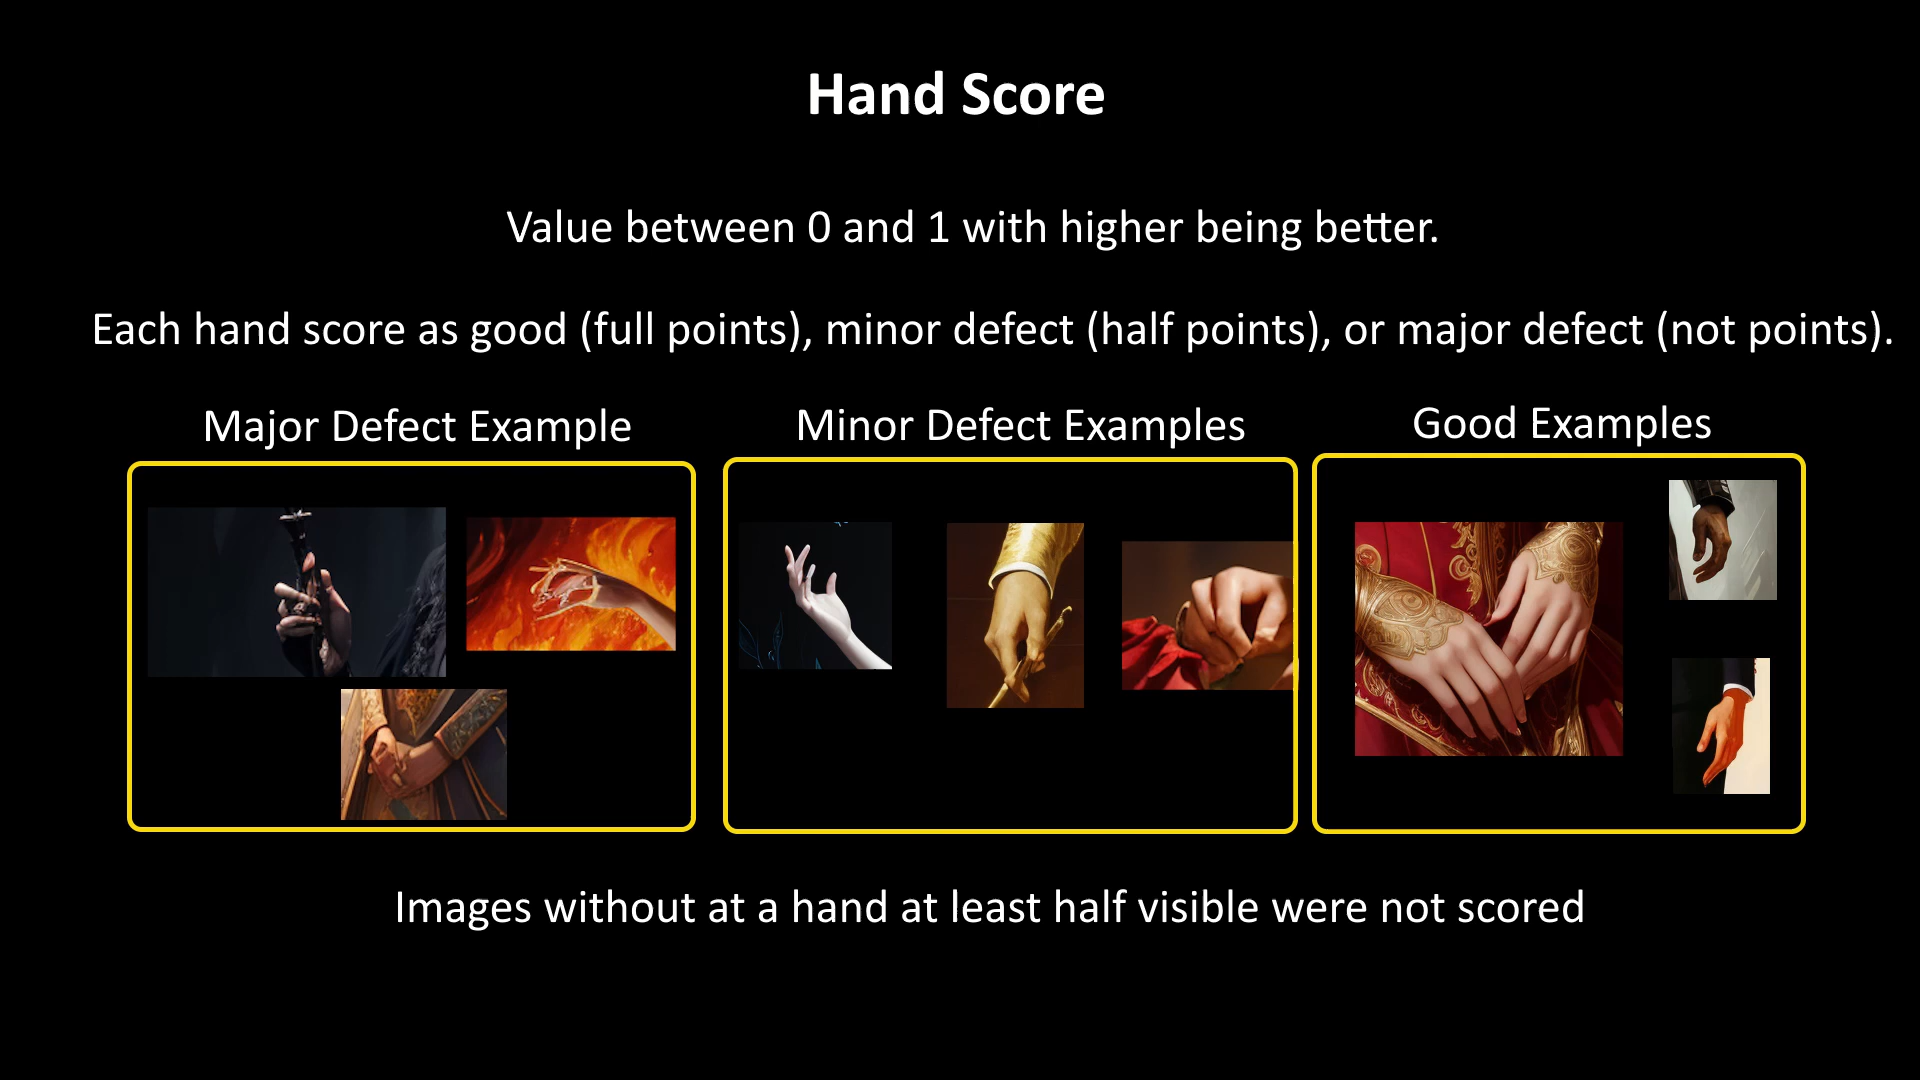 Hand Score
Value between 0 and 1 with higher being better.
Each hand score as good (full points), minor defect (half points), or major defect (not points).
Major Defect Example
Minor Defect Examples
Good Examples
Images without at a hand at least half visible were not scored